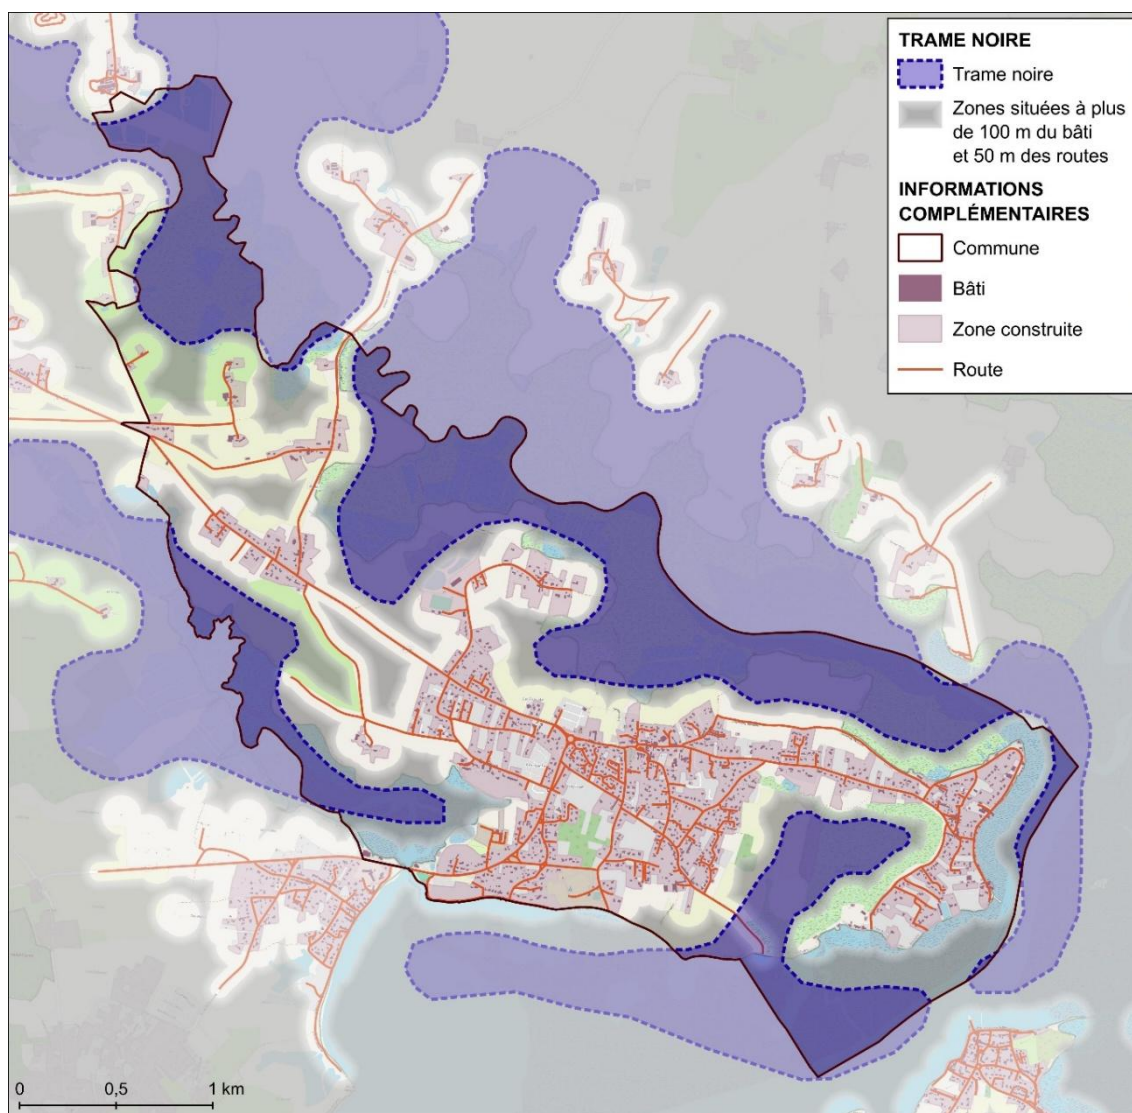 TRAME NOIRE
Trame noire
Zones situées à plus
de 100 m du bâti
et 50 m des routes
INFORMATIONS
COMPLÉMENTAIRES
Commune
Bâti
Zone construite
Route
0 0,5 1 km